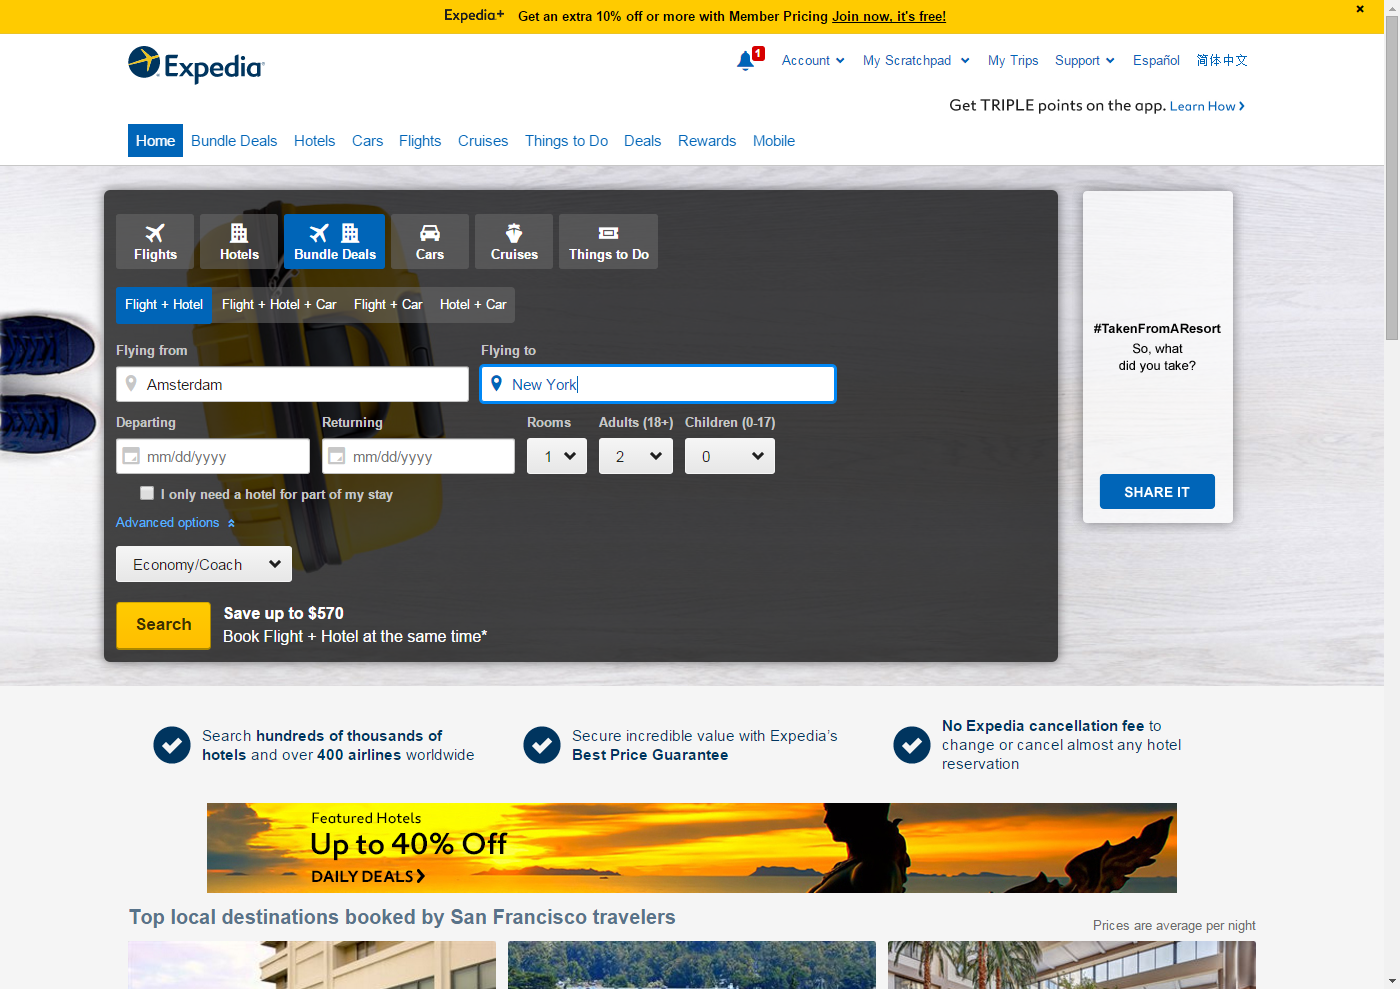 Expedia+ Get an extra 10% off or more with Member Pricing Join now, it's free!
Expedia
1 Account My Scratchpad My Trips Support Español 简体中文
Get TRIPLE points on the app. Learn How
Home Bundle Deals Hotels Cars Flights Cruises Things to Do Deals Rewards Mobile
Flights Hotels Bundle Deals Cars Cruises Things to Do
Flight + Hotel Flight + Hotel + Car Flight + Car Hotel + Car
Flying from Flying to
Amsterdam New York
Departing Returning Rooms Adults (18+) Children (0-17)
mm/dd/yyyy mm/dd/yyyy 1 2 0
I only need a hotel for part of my stay
Advanced options
Economy/Coach
Search
Save up to $570
Book Flight + Hotel at the same time*
#TakenFromAResort
So, what
did you take?
SHARE IT
Search hundreds of thousands of
hotels and over 400 airlines worldwide
Secure incredible value with Expedia's
Best Price Guarantee
No Expedia cancellation fee to
change or cancel almost any hotel
reservation
Featured Hotels
Up to 40% Off
DAILY DEALS
Top local destinations booked by San Francisco travelers
Prices are average per night